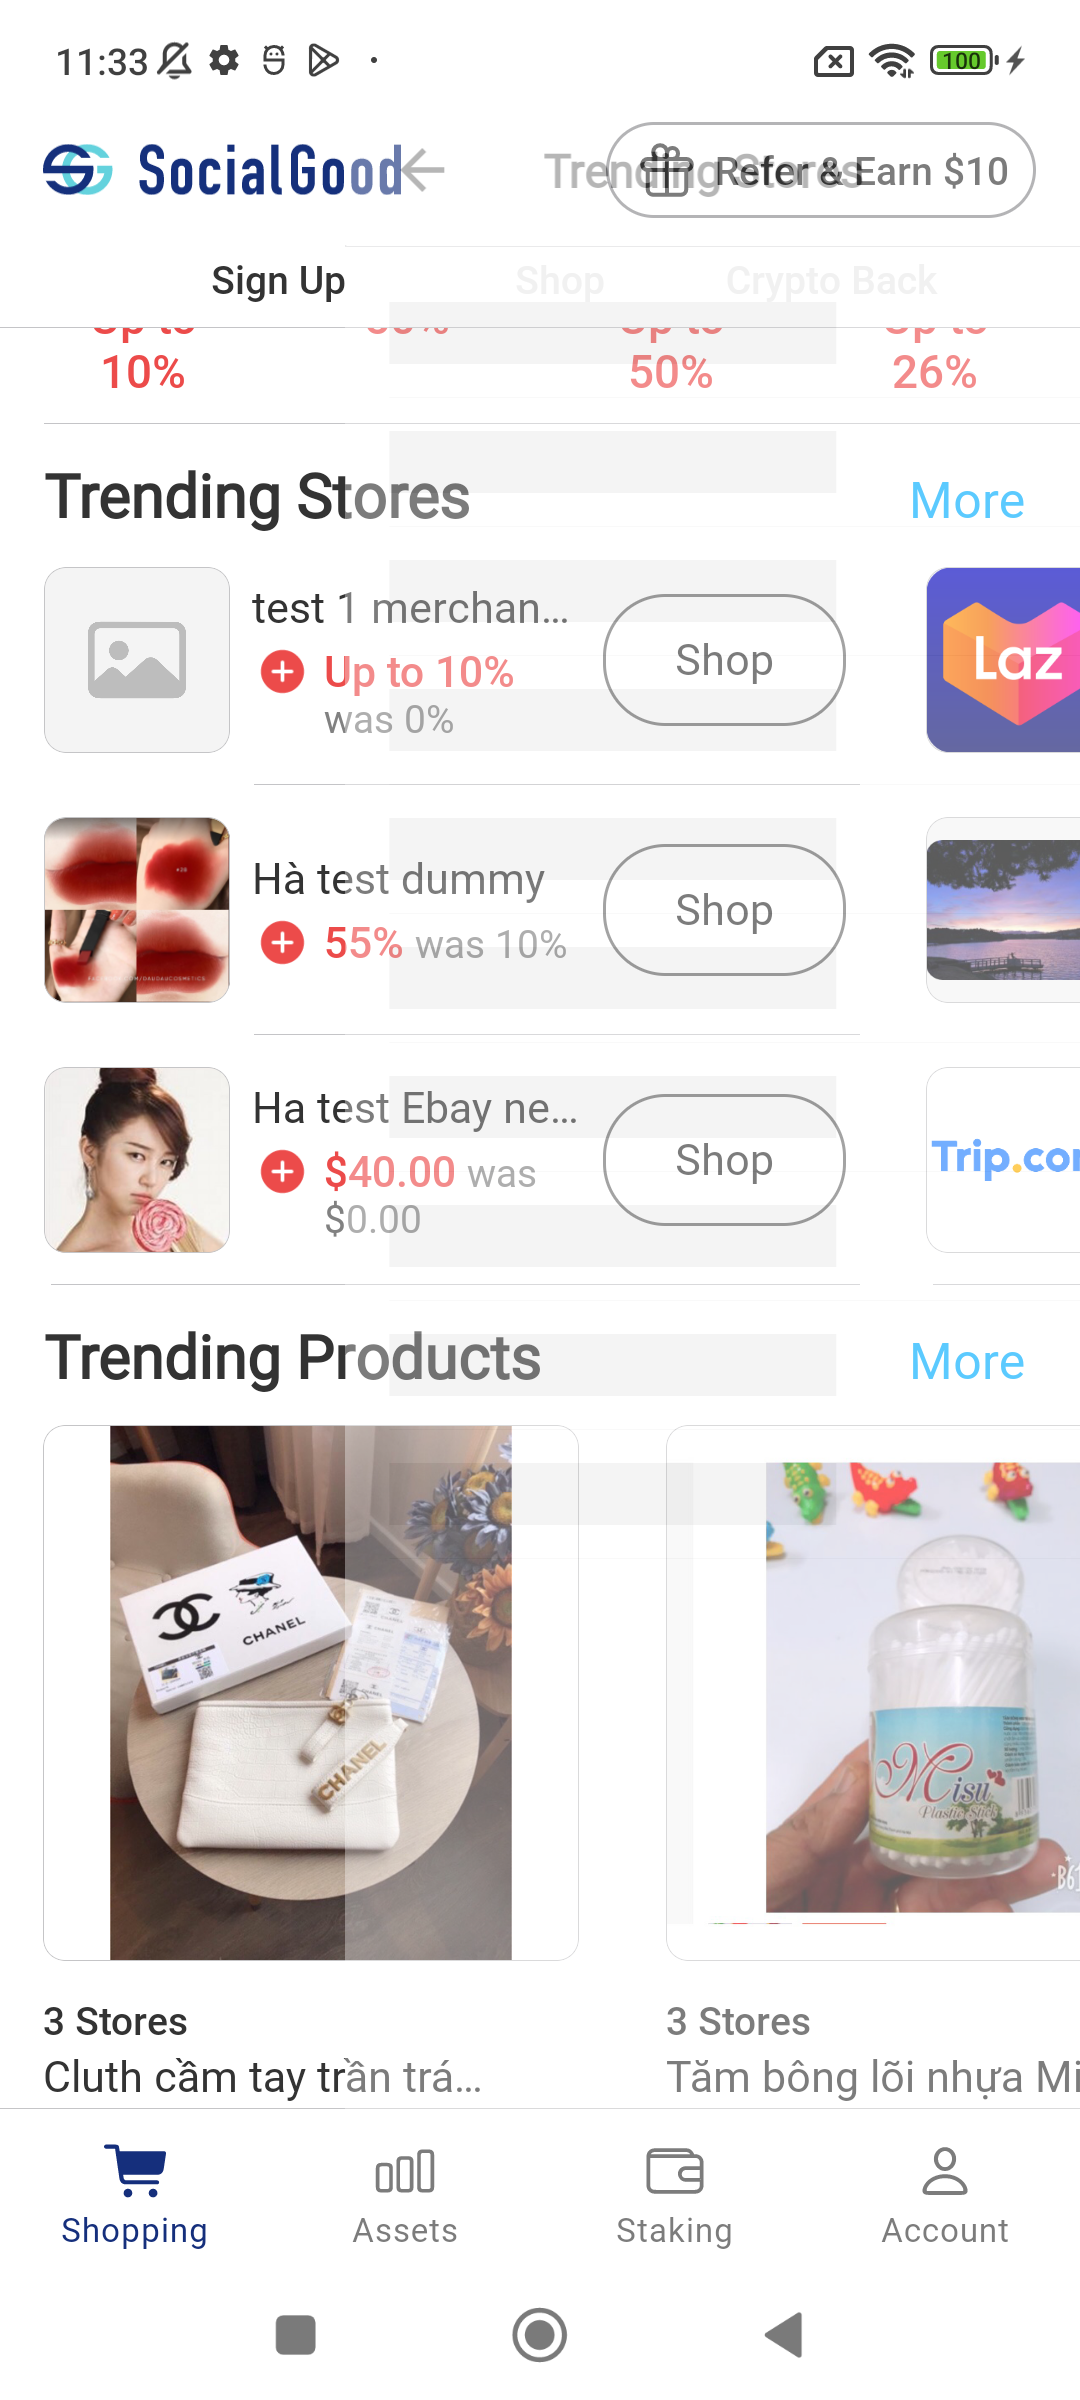 11:33
100
SocialGood
Trending Stores
Refer & Earn $10
Sign Up
Shop
Crypto Back
Up to
10%
50%
Up to
50%
Up to
26%
Trending Stores
More
test 1 merchan...
Up to 10%
was 0%
Shop
Laz
Hà test dummy
55% was 10%
Shop
Ha test Ebay ne...
$40.00 was
$0.00
Shop
Trip.com
Trending Products
More
CHANEL
CHANEL
Misu
Plastic Stick
B61
3 Stores
Cluth cầm tay trần trá...
3 Stores
Tăm bông lõi nhựa Mi
Shopping
Assets
Staking
Account